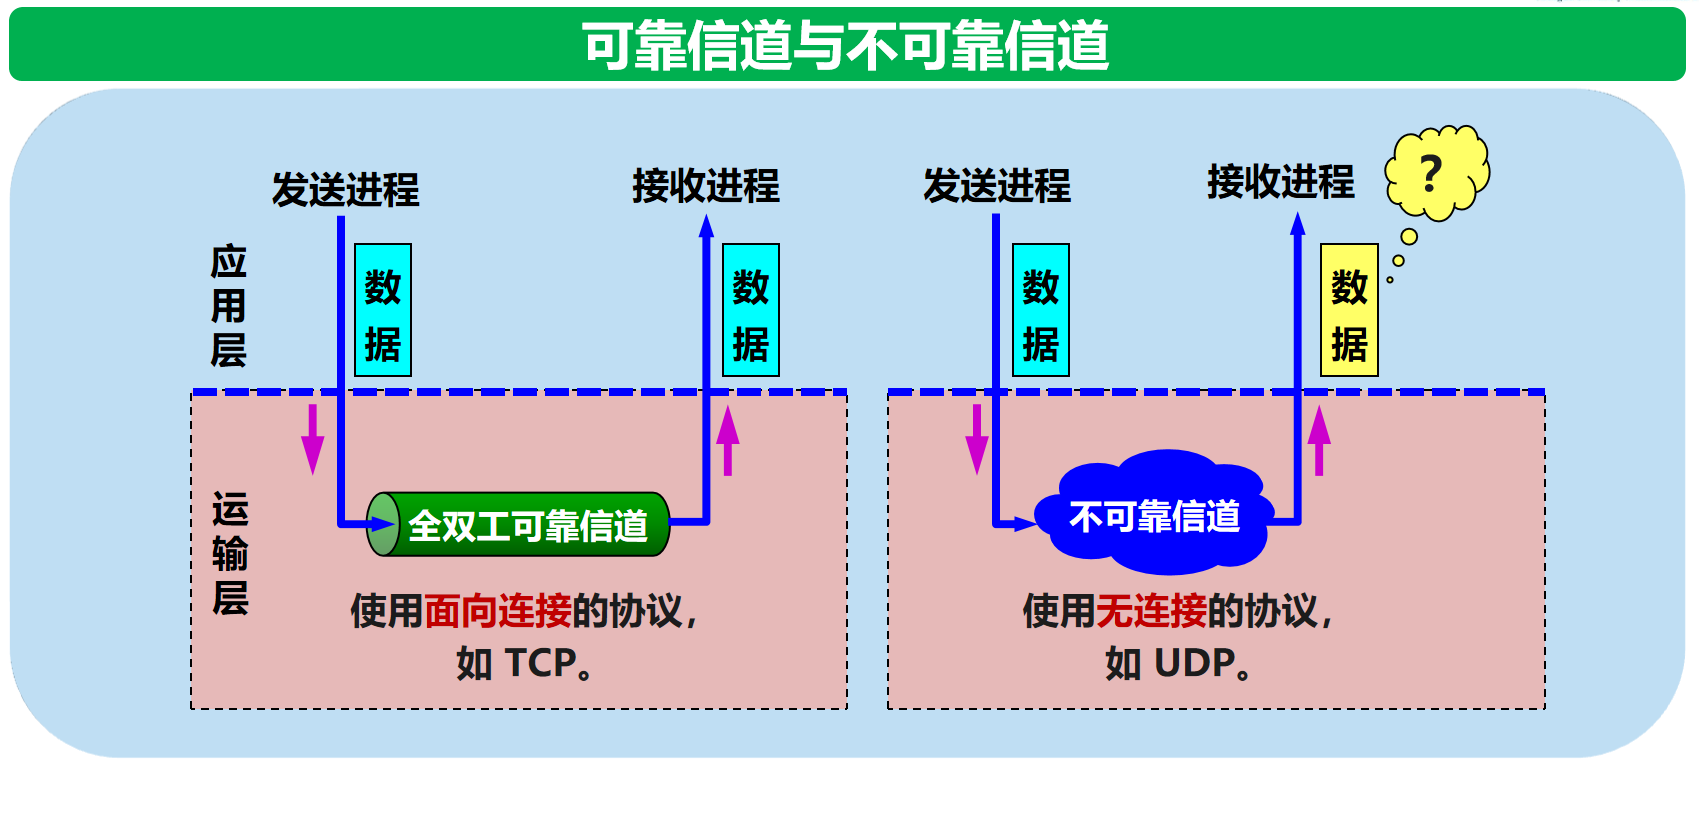 可靠信道与不可靠信道
发送进程
接收进程
发送进程
接收进程
?
应用层
数据
数据
数据
数据
运输层
全双工可靠信道
不可靠信道
使用面向连接的协议，
如 TCP。
使用无连接的协议，
如 UDP。